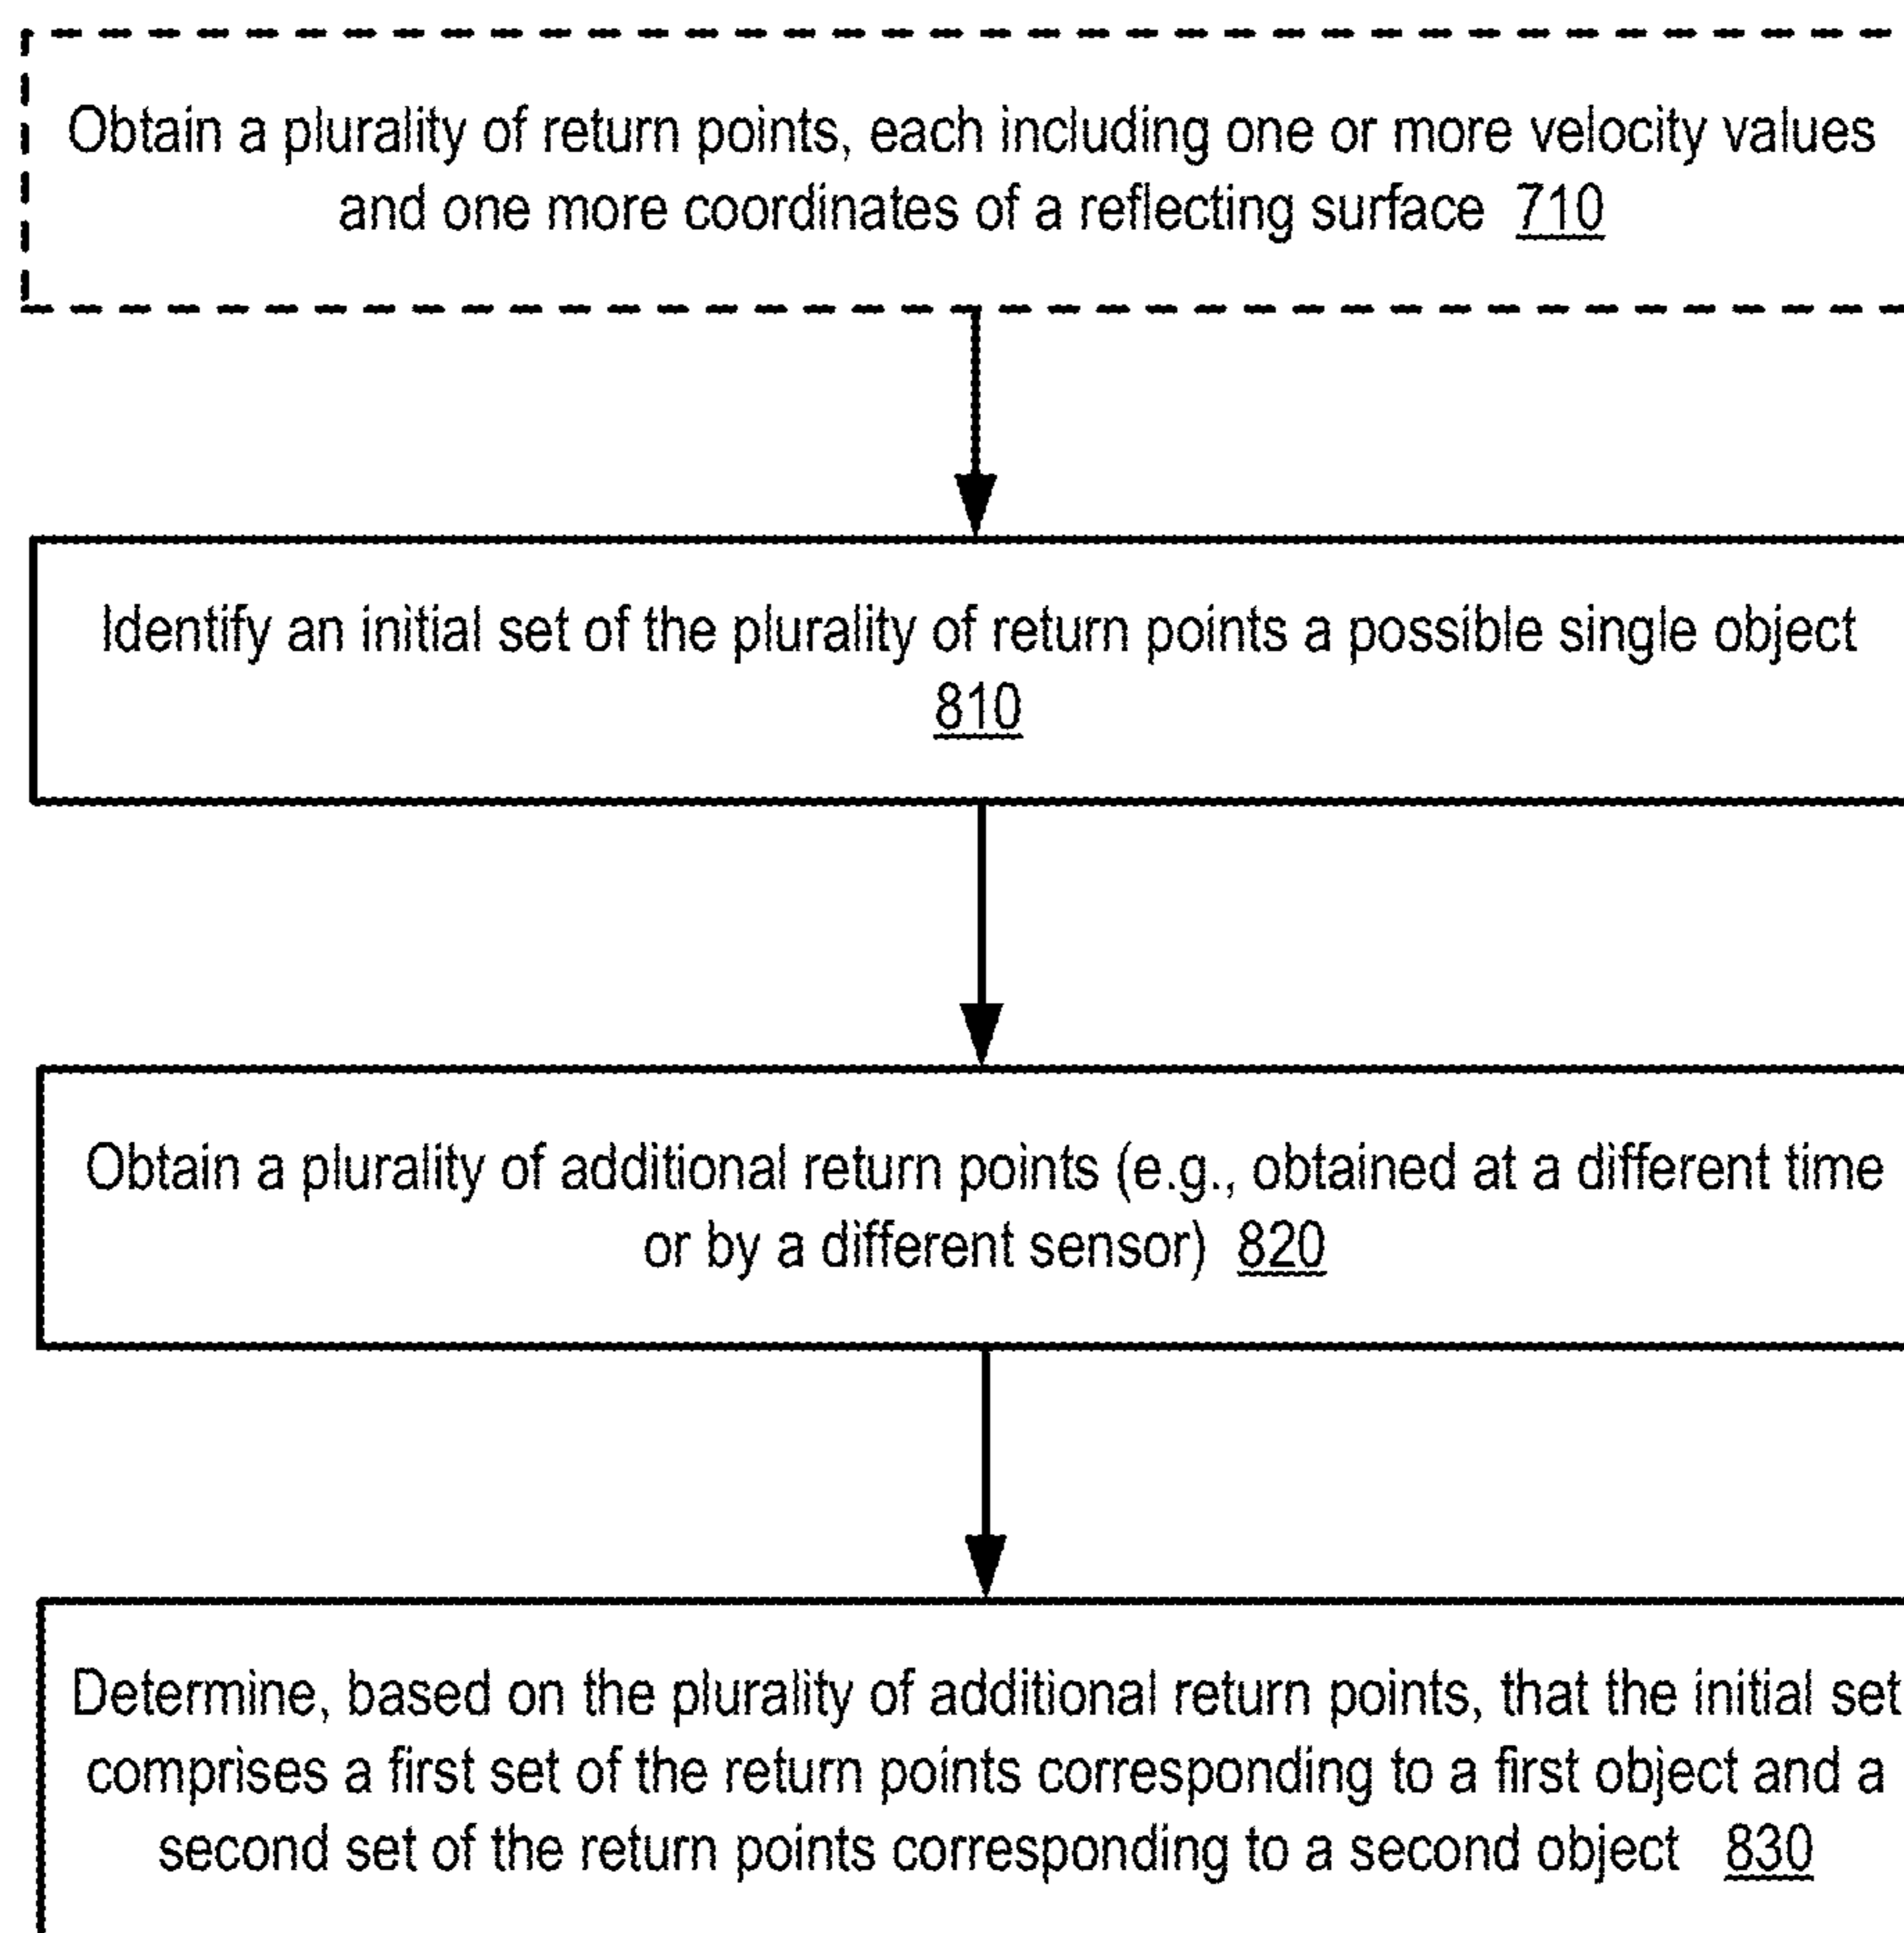 Obtain a plurality of return points, each including one or more velocity values
and one more coordinates of a reflecting surface 710
Identify an initial set of the plurality of return points a possible single object
810
Obtain a plurality of additional return points (e.g., obtained at a different time
or by a different sensor) 820
Determine, based on the plurality of additional return points, that the initial set
comprises a first set of the return points corresponding to a first object and a
second set of the return points corresponding to a second object 830